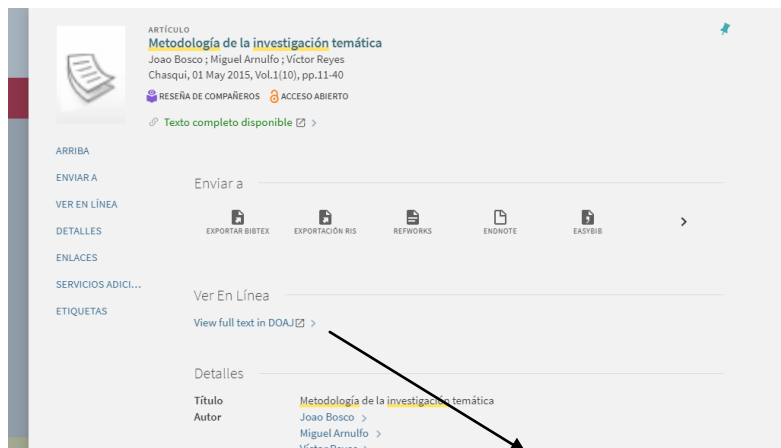 ARTÍCULO
Metodología de la investigación temática
Joao Bosco ; Miguel Arnulfo ; Víctor Reyes
Chasqui, 01 May 2015, Vol.1(10), pp.11-40
RESEÑA DE COMPAÑEROS ACCESO ABIERTO
Texto completo disponible >
ARRIBA
ENVIAR A
VER EN LÍNEA
DETALLES
ENLACES
SERVICIOS ADICI...
ETIQUETAS
Enviar a
EXPORTAR BIBTEX EXPORTACIÓN RIS REFWORKS ENDNOTE EASYBIB
Ver En Línea
View full text in DOAJ >
Detalles
Título Metodología de la investigación temática
Autor Joao Bosco >
Miguel Arnulfo >
Víctor Reyes >